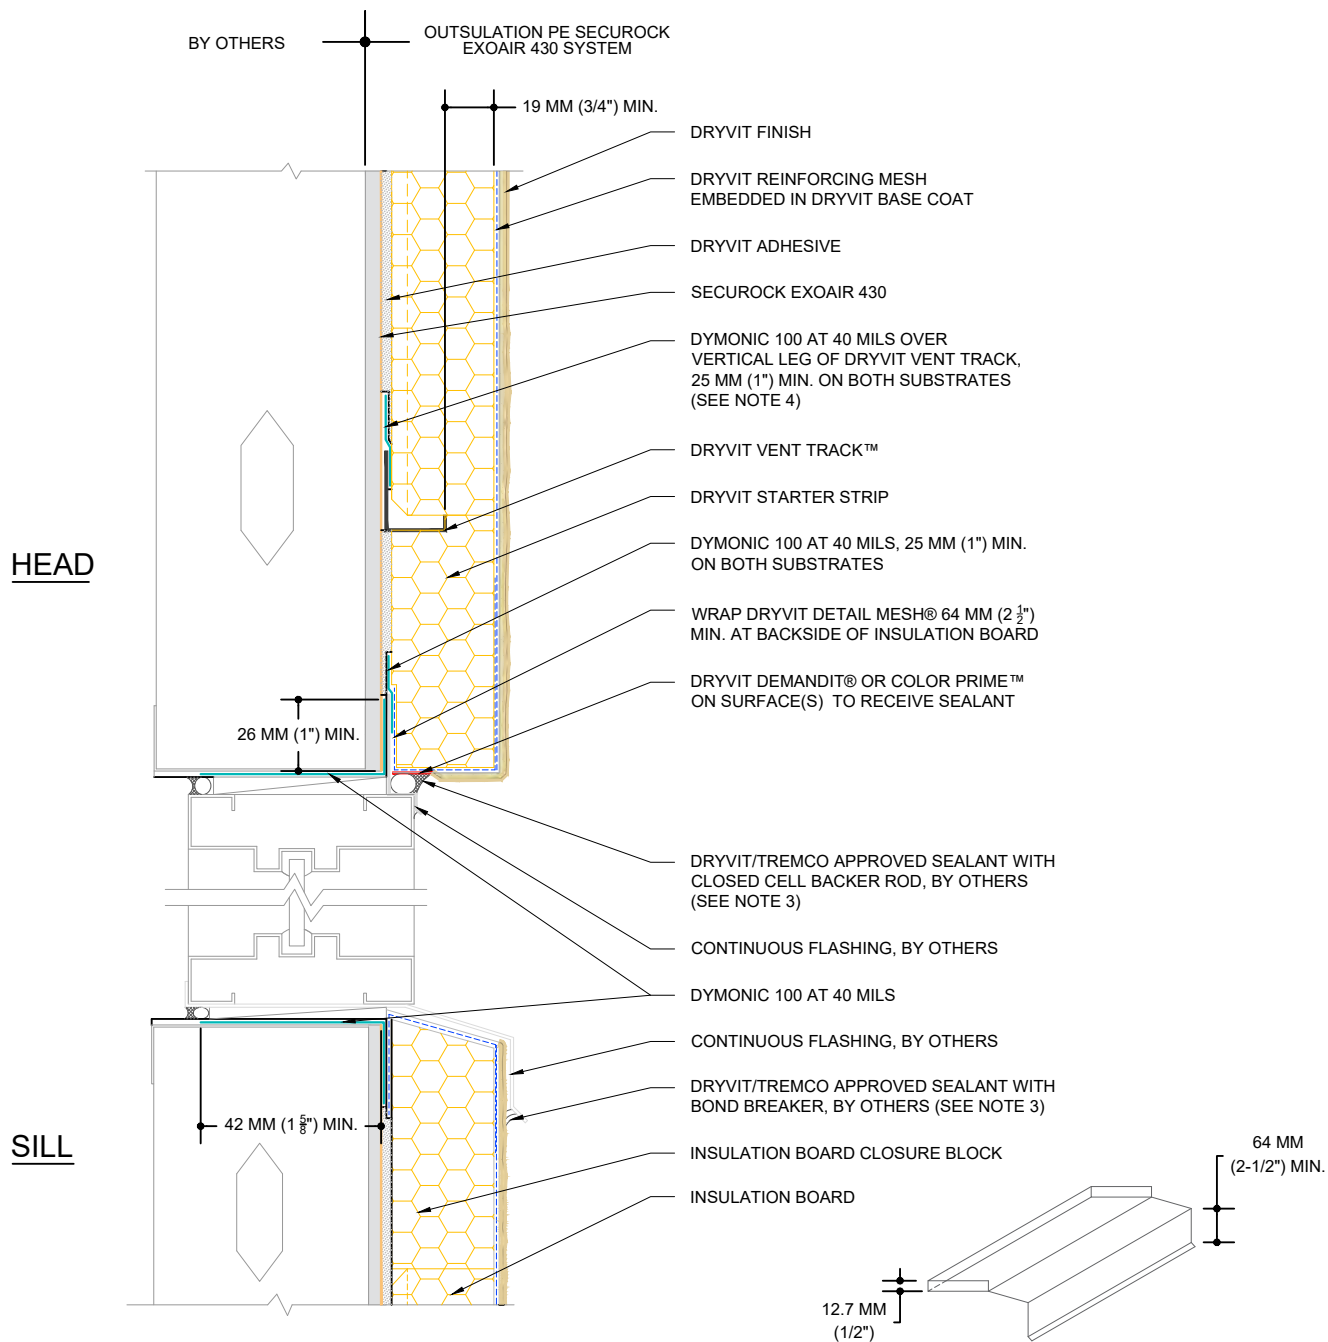 BY OTHERS
OUTSULATION PE SECUROCK
EXOAIR 430 SYSTEM
19 MM (3/4") MIN.
DRYVIT FINISH
DRYVIT REINFORCING MESH
EMBEDDED IN DRYVIT BASE COAT
DRYVIT ADHESIVE
SECUROCK EXOAIR 430
DYMONIC 100 AT 40 MILS OVER
VERTICAL LEG OF DRYVIT VENT TRACK,
25 MM (1") MIN. ON BOTH SUBSTRATES
(SEE NOTE 4)
DRYVIT VENT TRACK™
DRYVIT STARTER STRIP
HEAD
DYMONIC 100 AT 40 MILS, 25 MM (1") MIN.
ON BOTH SUBSTRATES
WRAP DRYVIT DETAIL MESH® 64 MM (2 1/2")
MIN. AT BACKSIDE OF INSULATION BOARD
DRYVIT DEMANDIT® OR COLOR PRIME™
ON SURFACE(S) TO RECEIVE SEALANT
26 MM (1") MIN.
DRYVIT/TREMCO APPROVED SEALANT WITH
CLOSED CELL BACKER ROD, BY OTHERS
(SEE NOTE 3)
CONTINUOUS FLASHING, BY OTHERS
DYMONIC 100 AT 40 MILS
CONTINUOUS FLASHING, BY OTHERS
DRYVIT/TREMCO APPROVED SEALANT WITH
BOND BREAKER, BY OTHERS (SEE NOTE 3)
42 MM (1 5/8") MIN.
SILL
INSULATION BOARD CLOSURE BLOCK
INSULATION BOARD
64 MM
(2-1/2") MIN.
12.7 MM
(1/2")